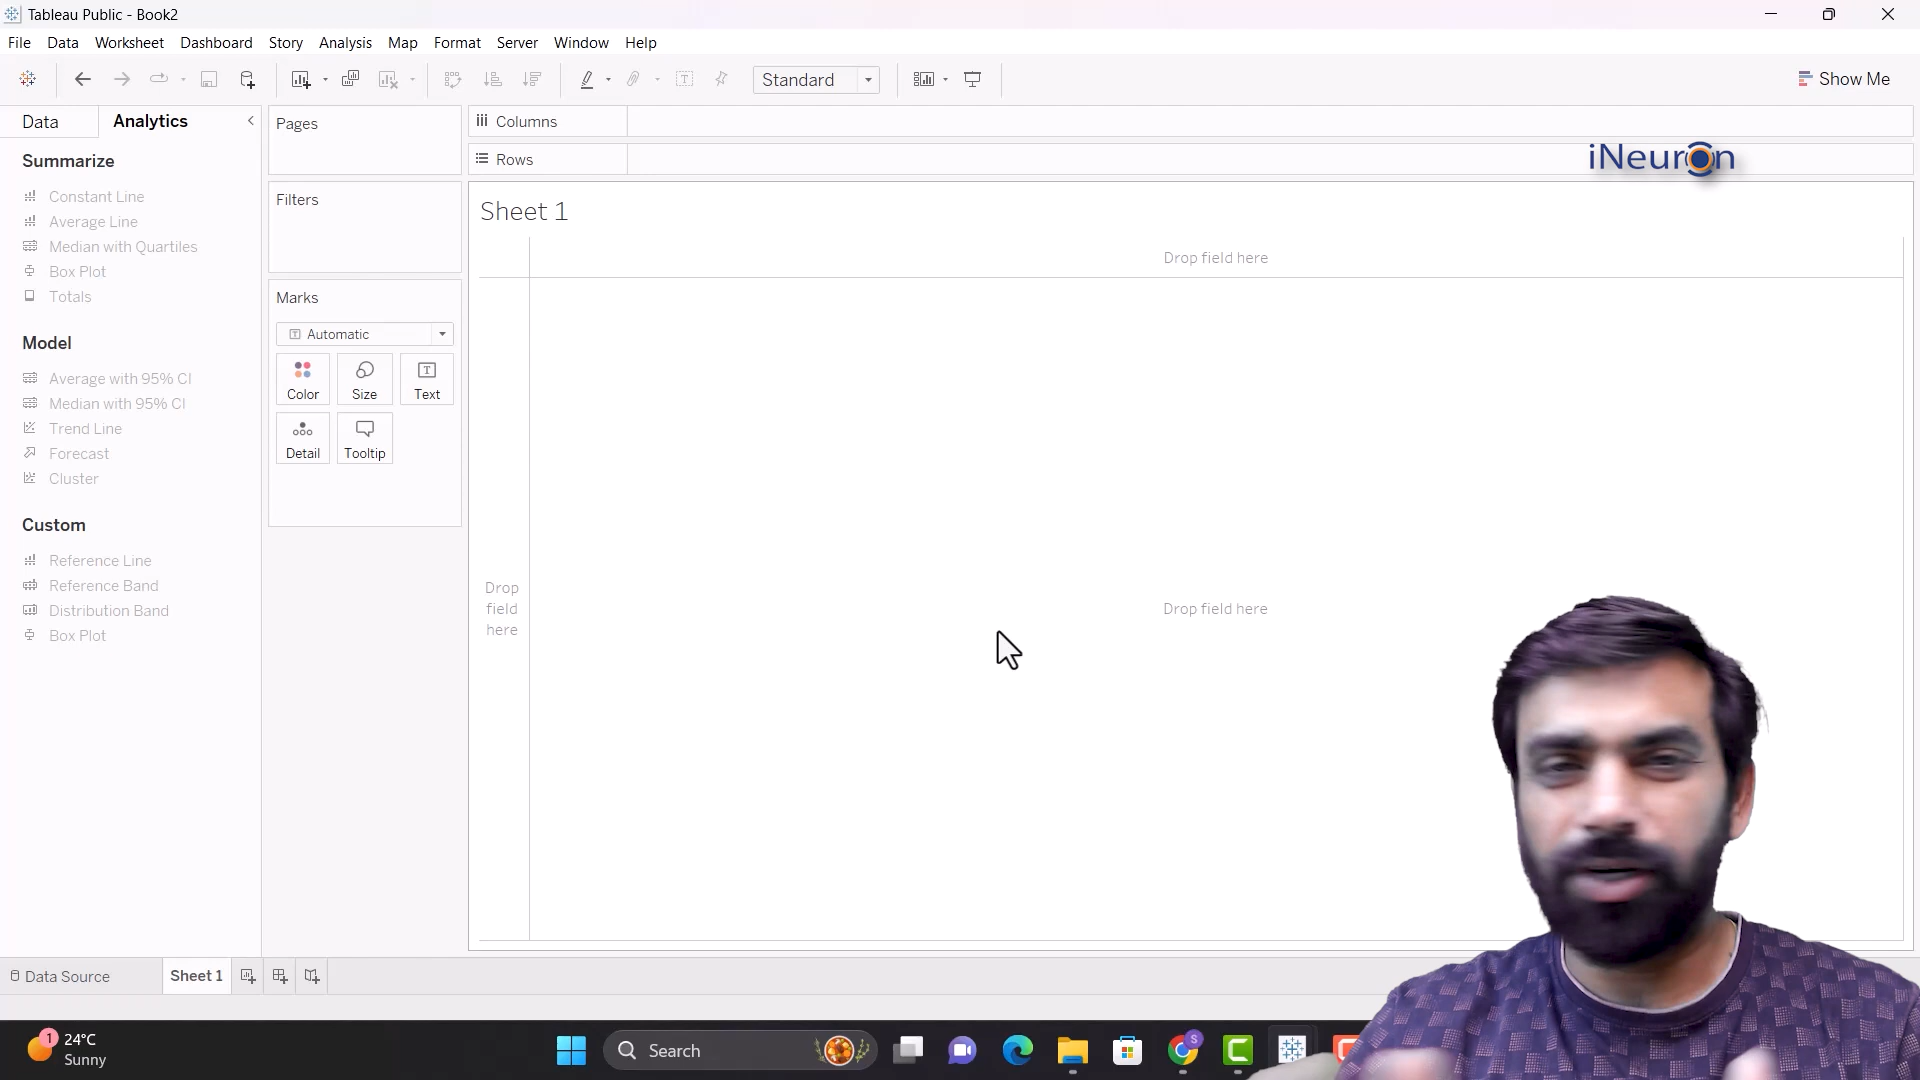 Tableau Public - Book2
File Data Worksheet Dashboard Story Analysis Map Format Server Window Help
Standard
Show Me
Data Analytics
Summarize
Constant Line
Average Line
Median with Quartiles
Box Plot
Totals
Model
Average with 95% CI
Median with 95% CI
Trend Line
Forecast
Cluster
Custom
Reference Line
Reference Band
Distribution Band
Box Plot
Pages
Filters
Marks
Automatic
Color Size Text
Detail Tooltip
Columns
Rows
iNeuron
Sheet 1
Drop field here
Drop
field
here
Drop field here
Data Source Sheet 1
1
24°C
Sunny
Search
S